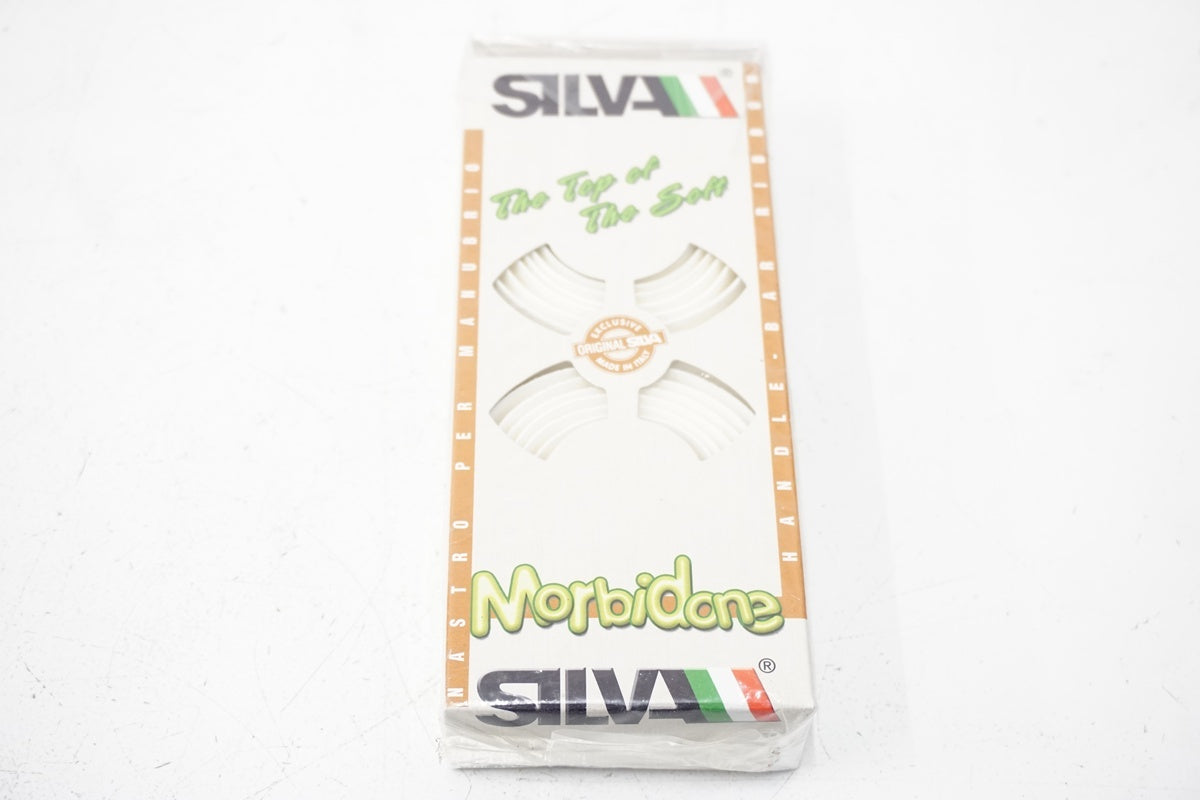 SILVA®
The Top of
The Soft
EXCLUSIVE
ORIGINAL SILVA
MADE IN ITALY
NASTRO PER MANUBRIO
HANDLE-BAR RIBBON
Morbidone
SILVA®